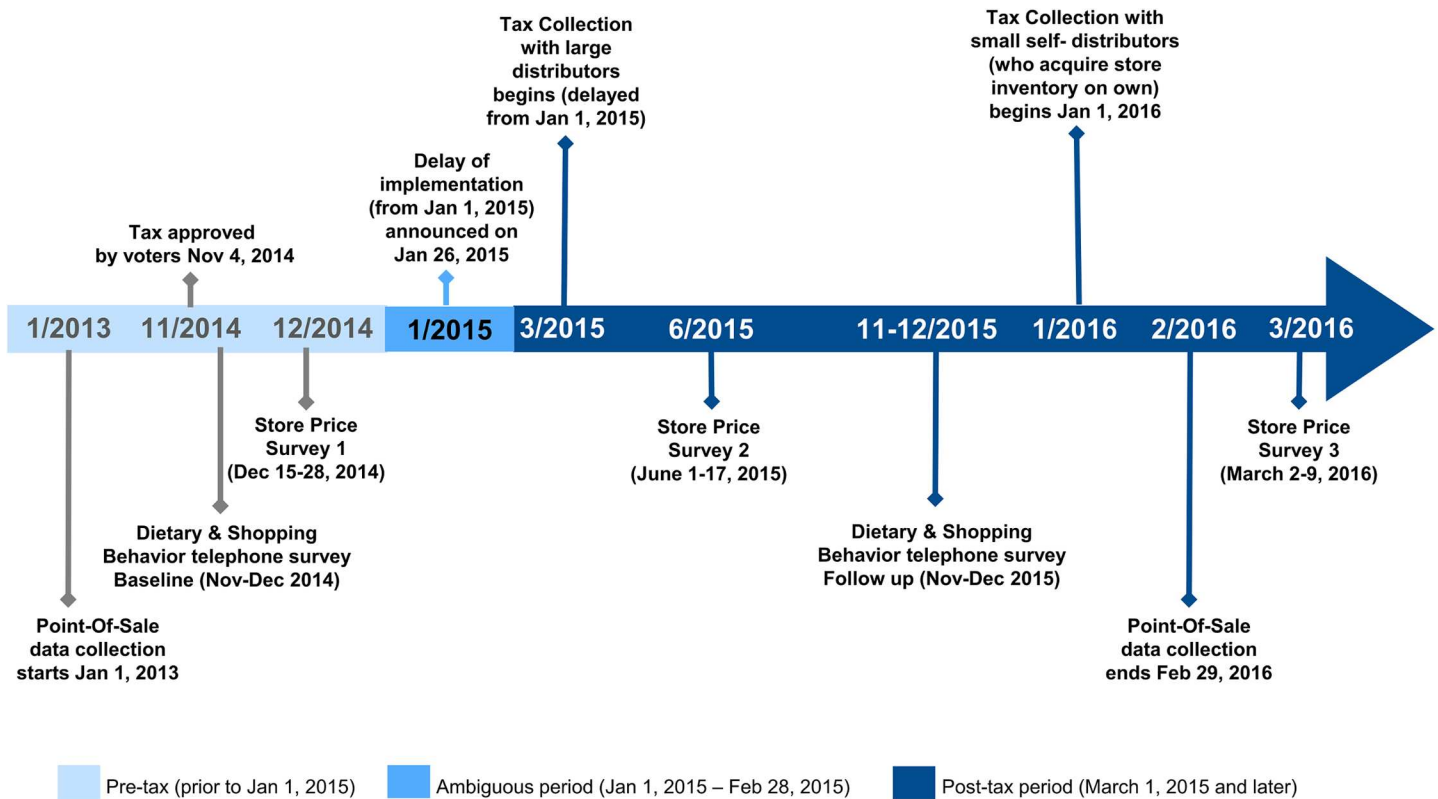 Tax Collection
with large
distributors
begins (delayed
from Jan 1, 2015)
Tax Collection with
small self- distributors
(who acquire store
inventory on own)
begins Jan 1, 2016
Delay of
implementation
(from Jan 1, 2015)
announced on
Jan 26, 2015
Tax approved
by voters Nov 4, 2014
1/2013
11/2014
12/2014
1/2015
3/2015
6/2015
11-12/2015
1/2016
2/2016
3/2016
Store Price
Survey 1
(Dec 15-28, 2014)
Store Price
Survey 2
(June 1-17, 2015)
Store Price
Survey 3
(March 2-9, 2016)
Dietary & Shopping
Behavior telephone survey
Baseline (Nov-Dec 2014)
Dietary & Shopping
Behavior telephone survey
Follow up (Nov-Dec 2015)
Point-Of-Sale
data collection
starts Jan 1, 2013
Point-Of-Sale
data collection
ends Feb 29, 2016
Pre-tax (prior to Jan 1, 2015)
Ambiguous period (Jan 1, 2015 – Feb 28, 2015)
Post-tax period (March 1, 2015 and later)